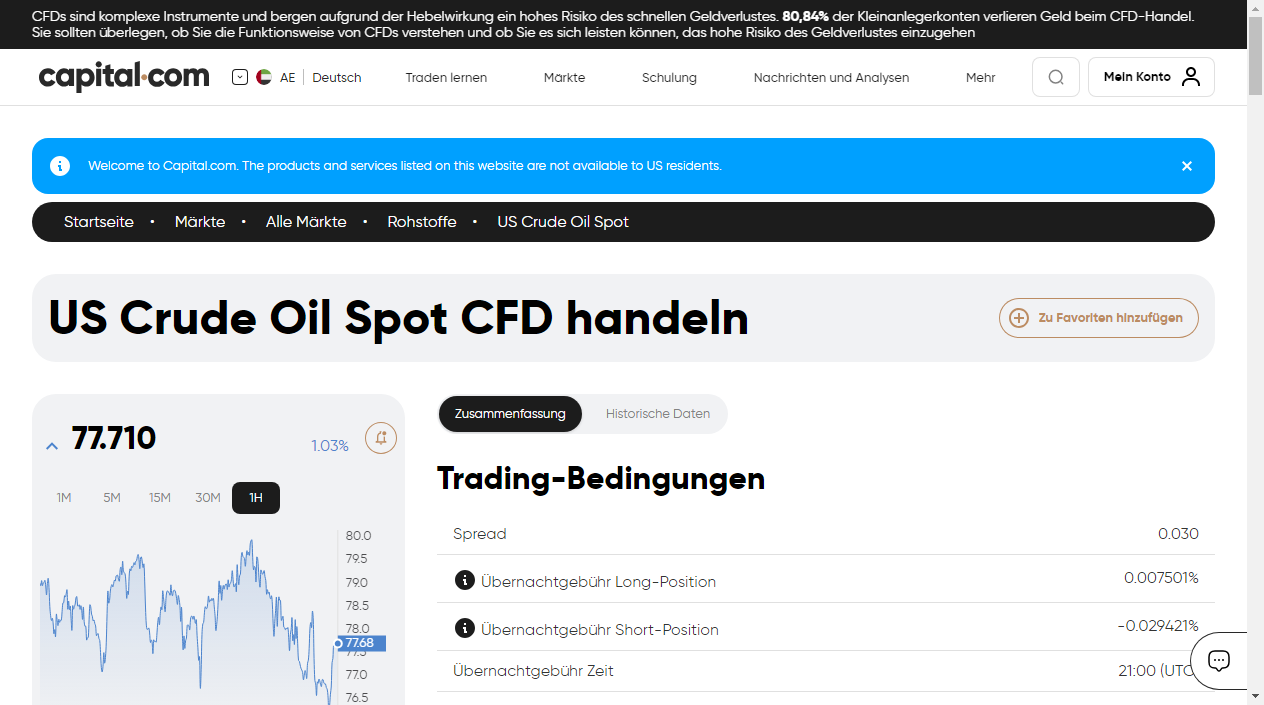 CFDs sind komplexe Instrumente und bergen aufgrund der Hebelwirkung ein hohes Risiko des schnellen Geldverlustes. 80,84% der Kleinanlegerkonten verlieren Geld beim CFD-Handel.
Sie sollten überlegen, ob Sie die Funktionsweise von CFDs verstehen und ob Sie es sich leisten können, das hohe Risiko des Geldverlustes einzugehen
capital.com AE Deutsch Traden lernen Märkte Schulung Nachrichten und Analysen Mehr Mein Konto
Welcome to Capital.com. The products and services listed on this website are not available to US residents.
Startseite • Märkte • Alle Märkte • Rohstoffe • US Crude Oil Spot
US Crude Oil Spot CFD handeln
Zu Favoriten hinzufügen
77.710
1.03%
1M 5M 15M 30M 1H
80.0
79.5
79.0
78.5
78.0
77.68
77.5
77.0
76.5
Zusammenfassung Historische Daten
Trading-Bedingungen
Spread 0.030
Übernachtgebühr Long-Position 0.007501%
Übernachtgebühr Short-Position -0.029421%
Übernachtgebühr Zeit 21:00 (UTC